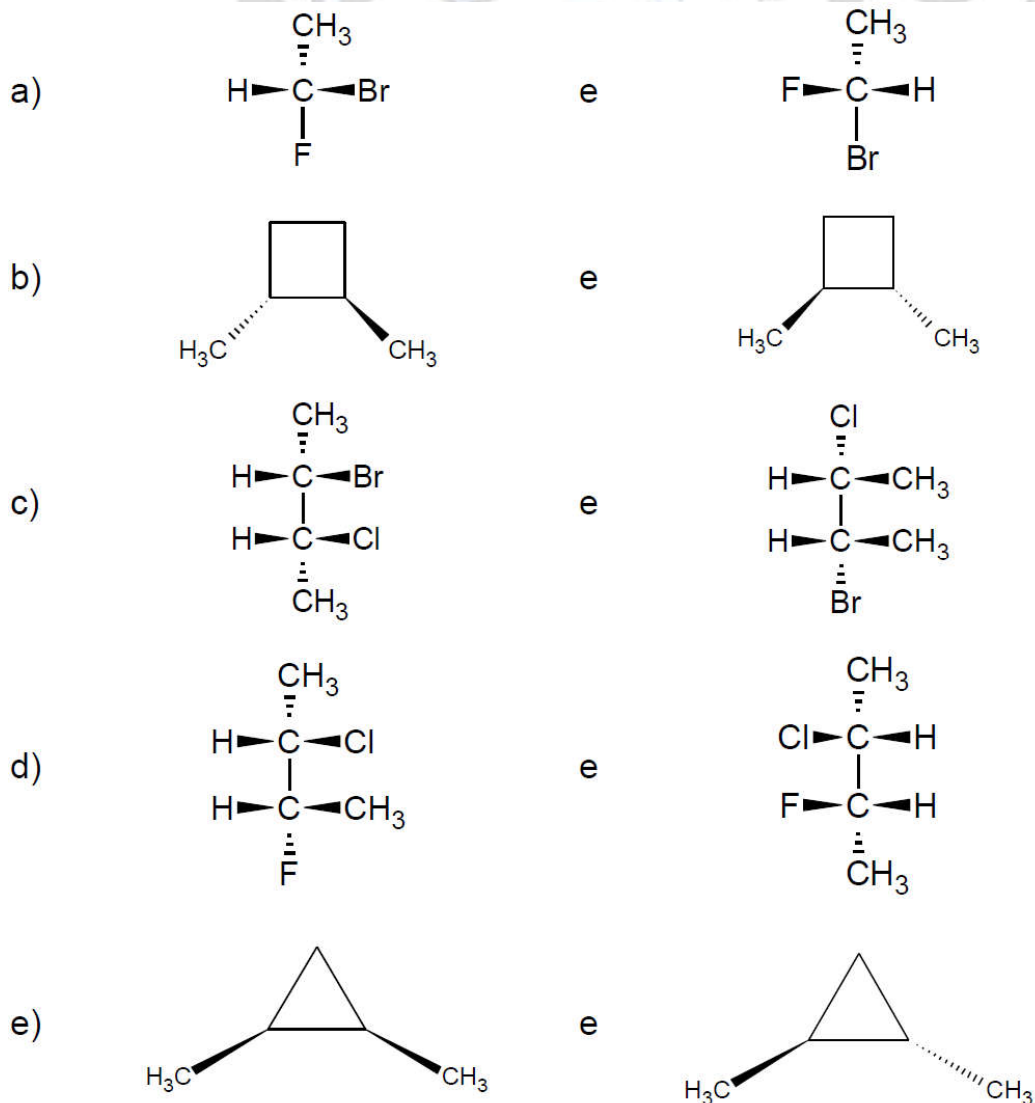 CH3
a) H C Br e F C H
F Br
CH3
b) e
H3C CH3 H3C CH3
CH3 Cl
H C Br H C CH3
c) e
H C Cl H C CH3
CH3 Br
CH3 CH3
H C Cl Cl C H
d) e
H C CH3 F C H
F CH3
e) e
H3C CH3 H3C CH3